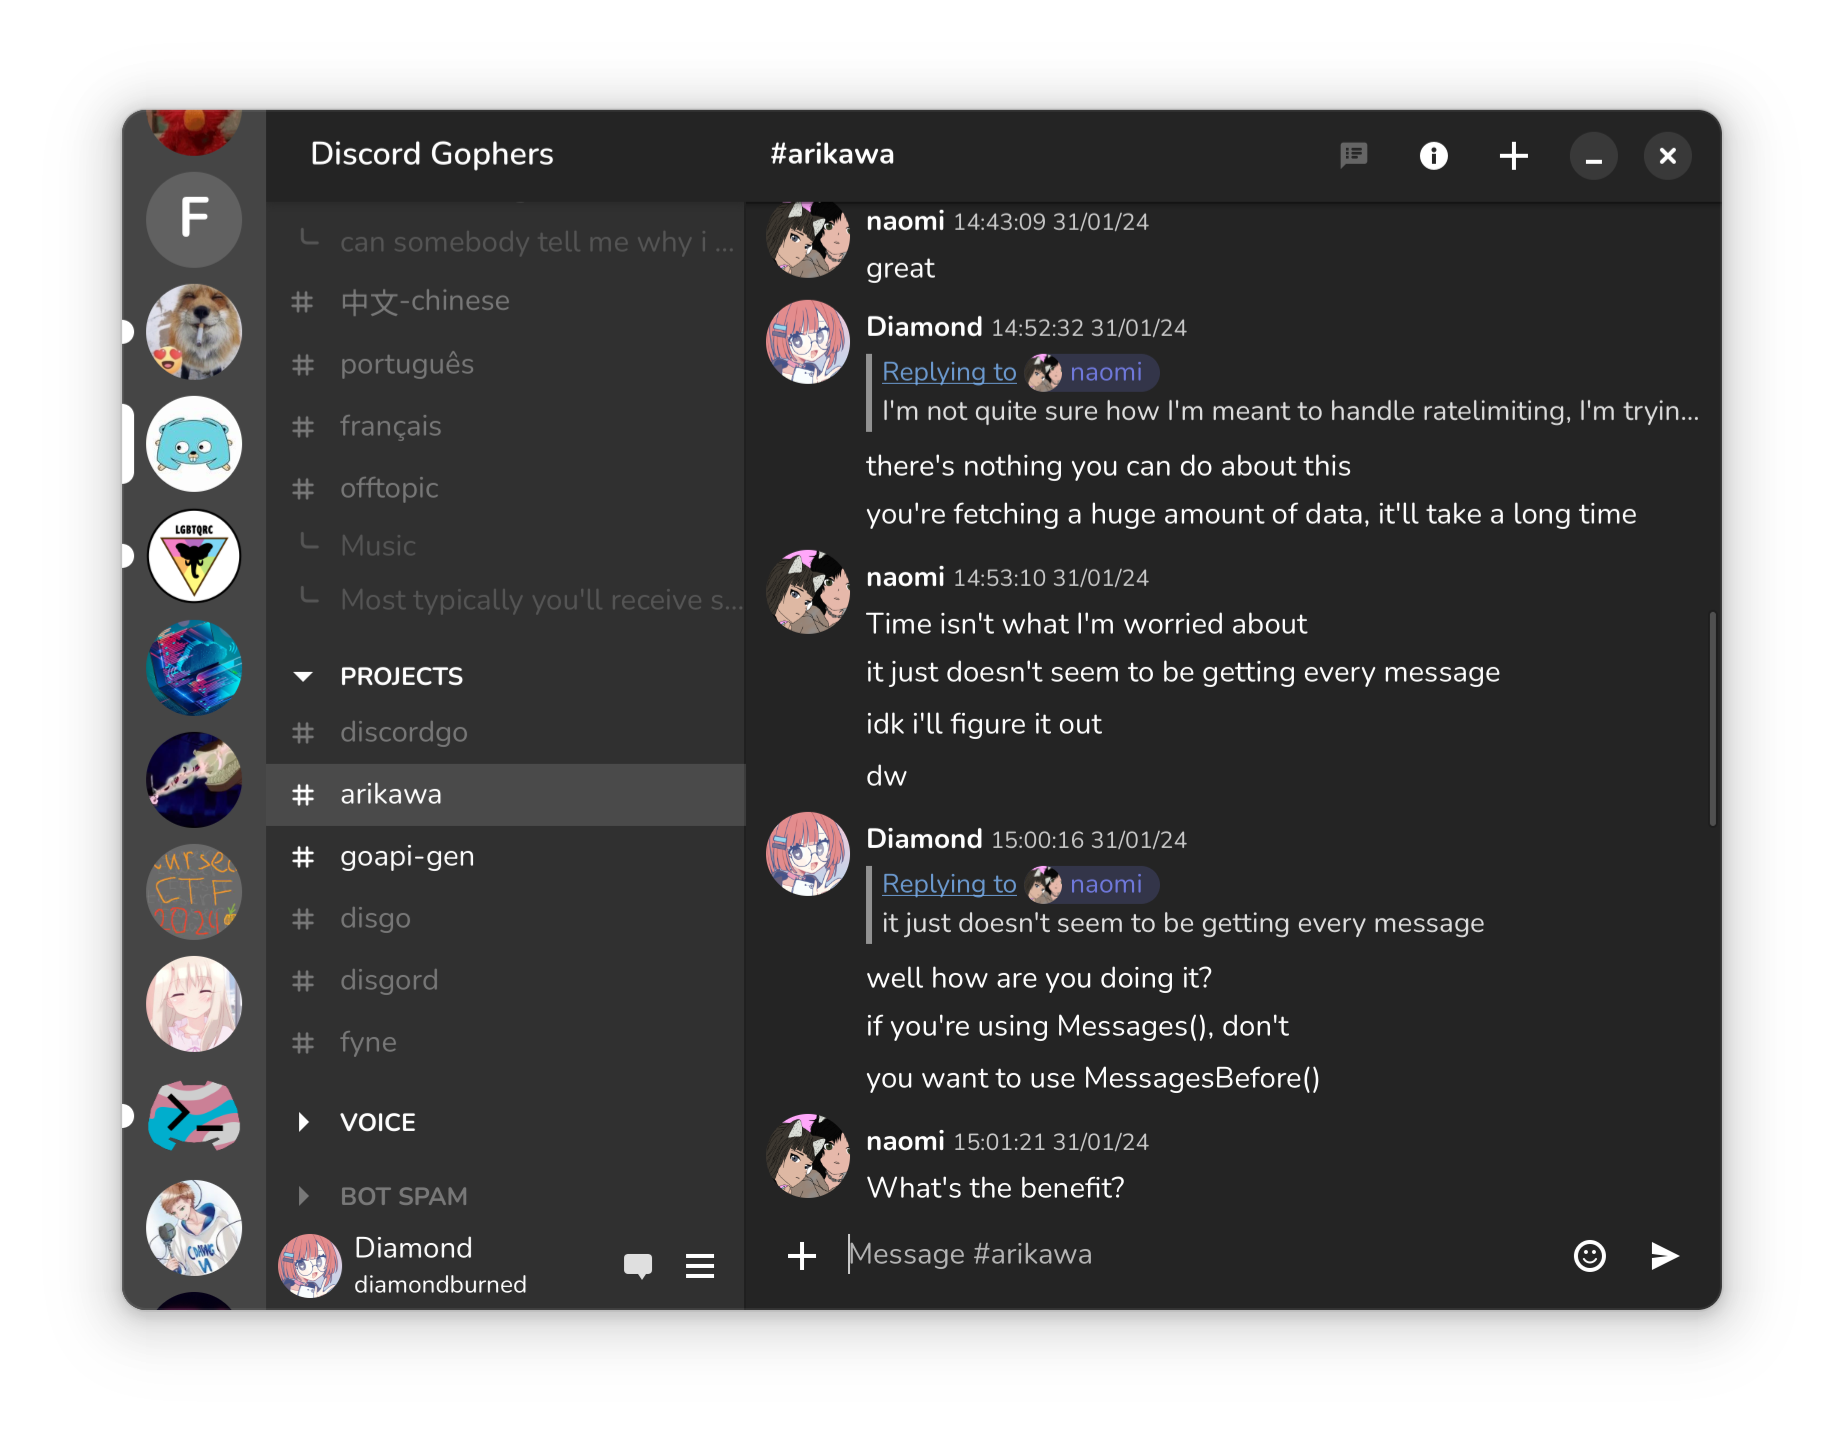 F
LGBTQRC
CTF
2024
Discord Gophers
can somebody tell me why i ...
中文-chinese
português
français
offtopic
Music
Most typically you'll receive s...
PROJECTS
discordgo
arikawa
goapi-gen
disgo
disgord
fyne
VOICE
BOT SPAM
Diamond
diamondburned
#arikawa
naomi 14:43:09 31/01/24
great
Diamond 14:52:32 31/01/24
Replying to naomi
I'm not quite sure how I'm meant to handle ratelimiting, I'm tryin...
there's nothing you can do about this
you're fetching a huge amount of data, it'll take a long time
naomi 14:53:10 31/01/24
Time isn't what I'm worried about
it just doesn't seem to be getting every message
idk i'll figure it out
dw
Diamond 15:00:16 31/01/24
Replying to naomi
it just doesn't seem to be getting every message
well how are you doing it?
if you're using Messages(), don't
you want to use MessagesBefore()
naomi 15:01:21 31/01/24
What's the benefit?
Message #arikawa